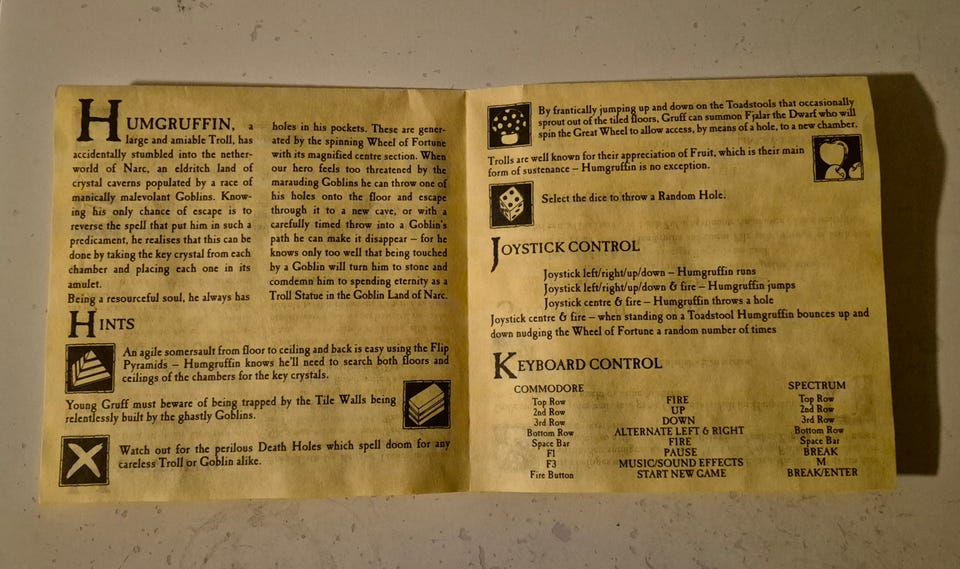 HUMGRUFFIN, a
large and amiable Troll, has
accidentally stumbled into the nether-
world of Narc, an eldritch land of
crystal caverns populated by a race of
manically malevolent Goblins. Know-
ing his only chance of escape is to
reverse the spell that put him in such a
predicament, he realises that this can be
done by taking the key crystal from each
chamber and placing each one in its
amulet.
Being a resourceful soul, he always has
holes in his pockets. These are gener-
ated by the spinning Wheel of Fortune
with its magnified centre section. When
our hero feels too threatened by the
marauding Goblins he can throw one of
his holes onto the floor and escape
through it to a new cave, or with a
carefully timed throw into a Goblin's
path he can make it disappear – for he
knows only too well that being touched
by a Goblin will turn him to stone and
comdemn him to spending eternity as a
Troll Statue in the Goblin Land of Narc.
HINTS
An agile somersault from floor to ceiling and back is easy using the Flip
Pyramids – Humgruffin knows he'll need to search both floors and
ceilings of the chambers for the key crystals.
Young Gruff must beware of being trapped by the Tile Walls being
relentlessly built by the ghastly Goblins.
Watch out for the perilous Death Holes which spell doom for any
careless Troll or Goblin alike.
By frantically jumping up and down on the Toadstools that occasionally
sprout out of the tiled floors, Gruff can summon Fjalar the Dwarf who will
spin the Great Wheel to allow access, by means of a hole, to a new chamber.
Trolls are well known for their appreciation of Fruit, which is their main
form of sustenance – Humgruffin is no exception.
Select the dice to throw a Random Hole.
JOYSTICK CONTROL
Joystick left/right/up/down – Humgruffin runs
Joystick left/right/up/down & fire – Humgruffin jumps
Joystick centre & fire – Humgruffin throws a hole
Joystick centre & fire – when standing on a Toadstool Humgruffin bounces up and
down nudging the Wheel of Fortune a random number of times
KEYBOARD CONTROL
COMMODORE SPECTRUM
Top Row FIRE Top Row
2nd Row UP 2nd Row
3rd Row DOWN 3rd Row
Bottom Row ALTERNATE LEFT & RIGHT Bottom Row
Space Bar FIRE Space Bar
F1 PAUSE BREAK
F3 MUSIC/SOUND EFFECTS M
Fire Button START NEW GAME BREAK/ENTER